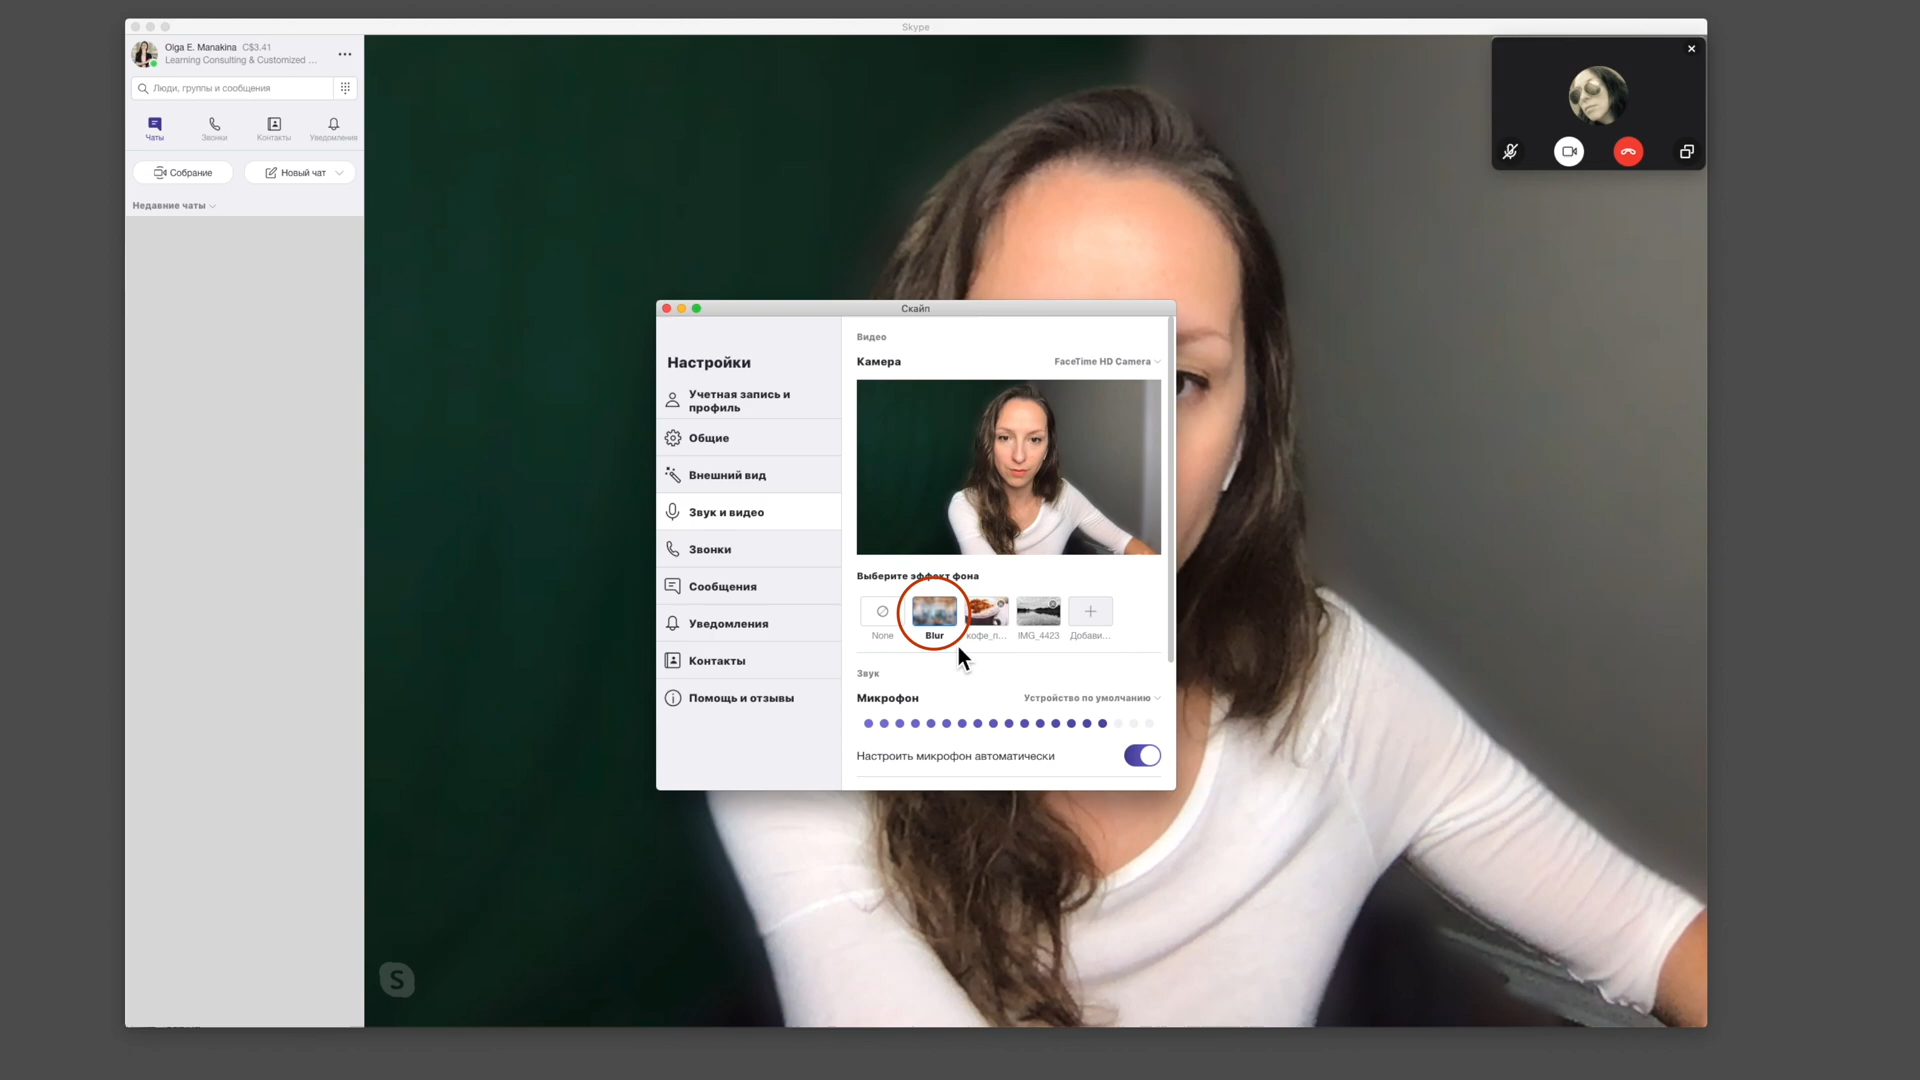 Skype
Olga E. Manakina C$3.41
Learning Consulting & Customized ...
Люди, группы и сообщения
Чаты
Звонки
Контакты
Уведомления
Собрание
Новый чат
Недавние чаты
Скайп
Настройки
Учетная запись и
профиль
Общие
Внешний вид
Звук и видео
Звонки
Сообщения
Уведомления
Контакты
Помощь и отзывы
Видео
Камера
FaceTime HD Camera
Выберите эффект фона
None
Blur
кофе_п...
IMG_4423
Добави...
Звук
Микрофон
Устройство по умолчанию
Настроить микрофон автоматически
S